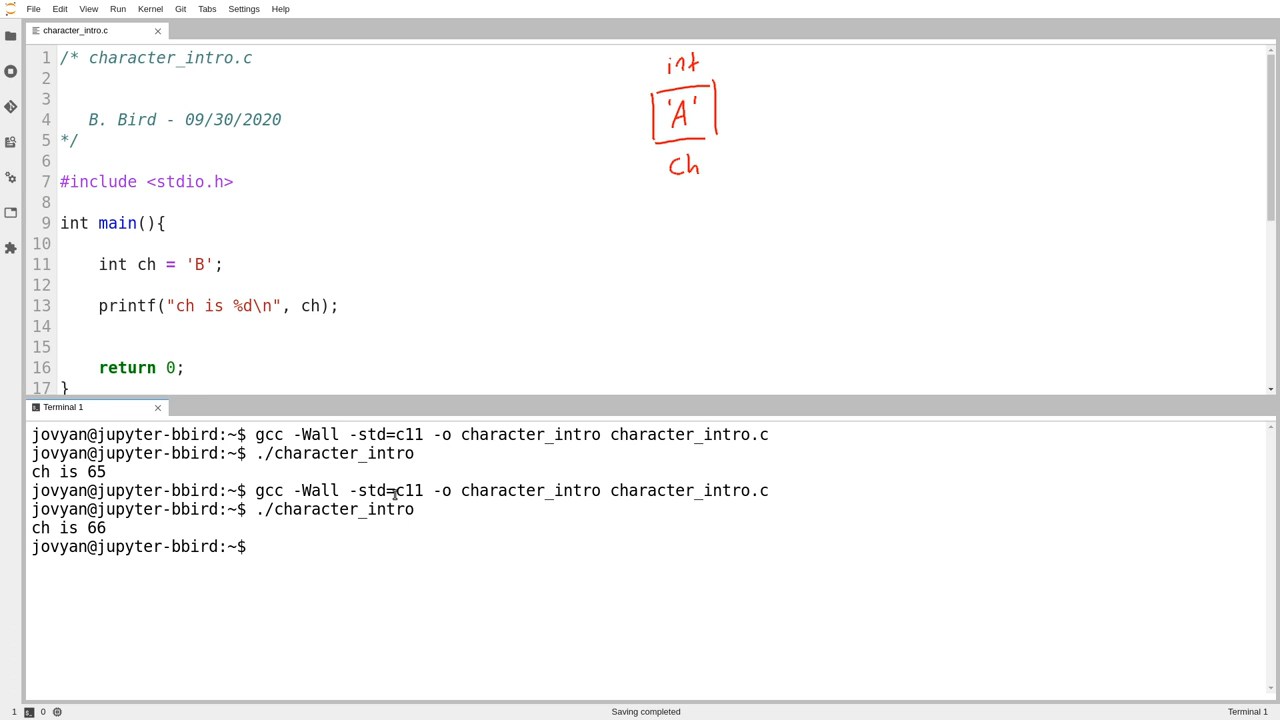 File Edit View Run Kernel Git Tabs Settings Help
character_intro.c
1 /* character_intro.c
2
3
4 B. Bird - 09/30/2020
5 */
6
7 #include <stdio.h>
8
9 int main(){
10
11 int ch = 'B';
12
13 printf("ch is %d\n", ch);
14
15
16 return 0;
17 }
int
'A'
ch
Terminal 1
jovyan@jupyter-bbird:~$ gcc -Wall -std=c11 -o character_intro character_intro.c
jovyan@jupyter-bbird:~$ ./character_intro
ch is 65
jovyan@jupyter-bbird:~$ gcc -Wall -std=c11 -o character_intro character_intro.c
jovyan@jupyter-bbird:~$ ./character_intro
ch is 66
jovyan@jupyter-bbird:~$
1 0 Saving completed Terminal 1